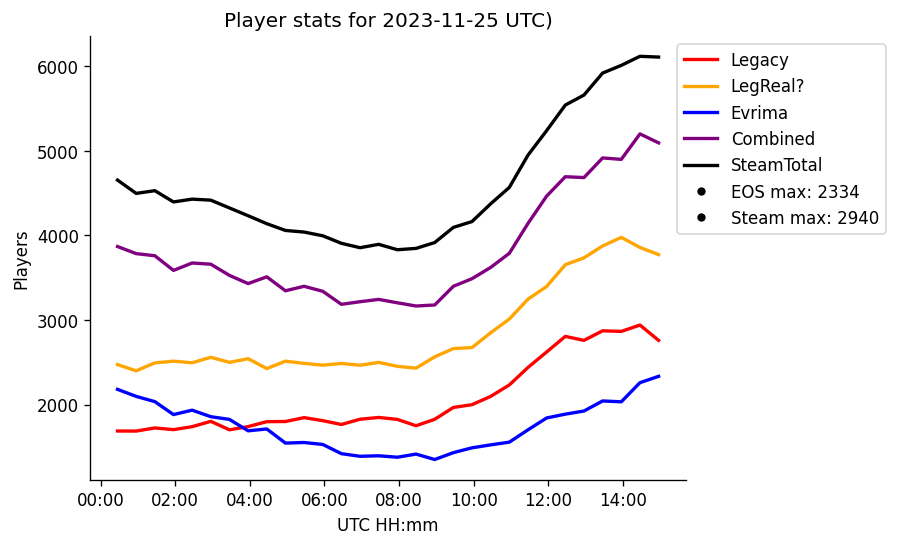 Player stats for 2023-11-25 UTC)
6000
5000
4000
3000
2000
Players
00:00 02:00 04:00 06:00 08:00 10:00 12:00 14:00
UTC HH:mm
Legacy
LegReal?
Evrima
Combined
SteamTotal
EOS max: 2334
Steam max: 2940